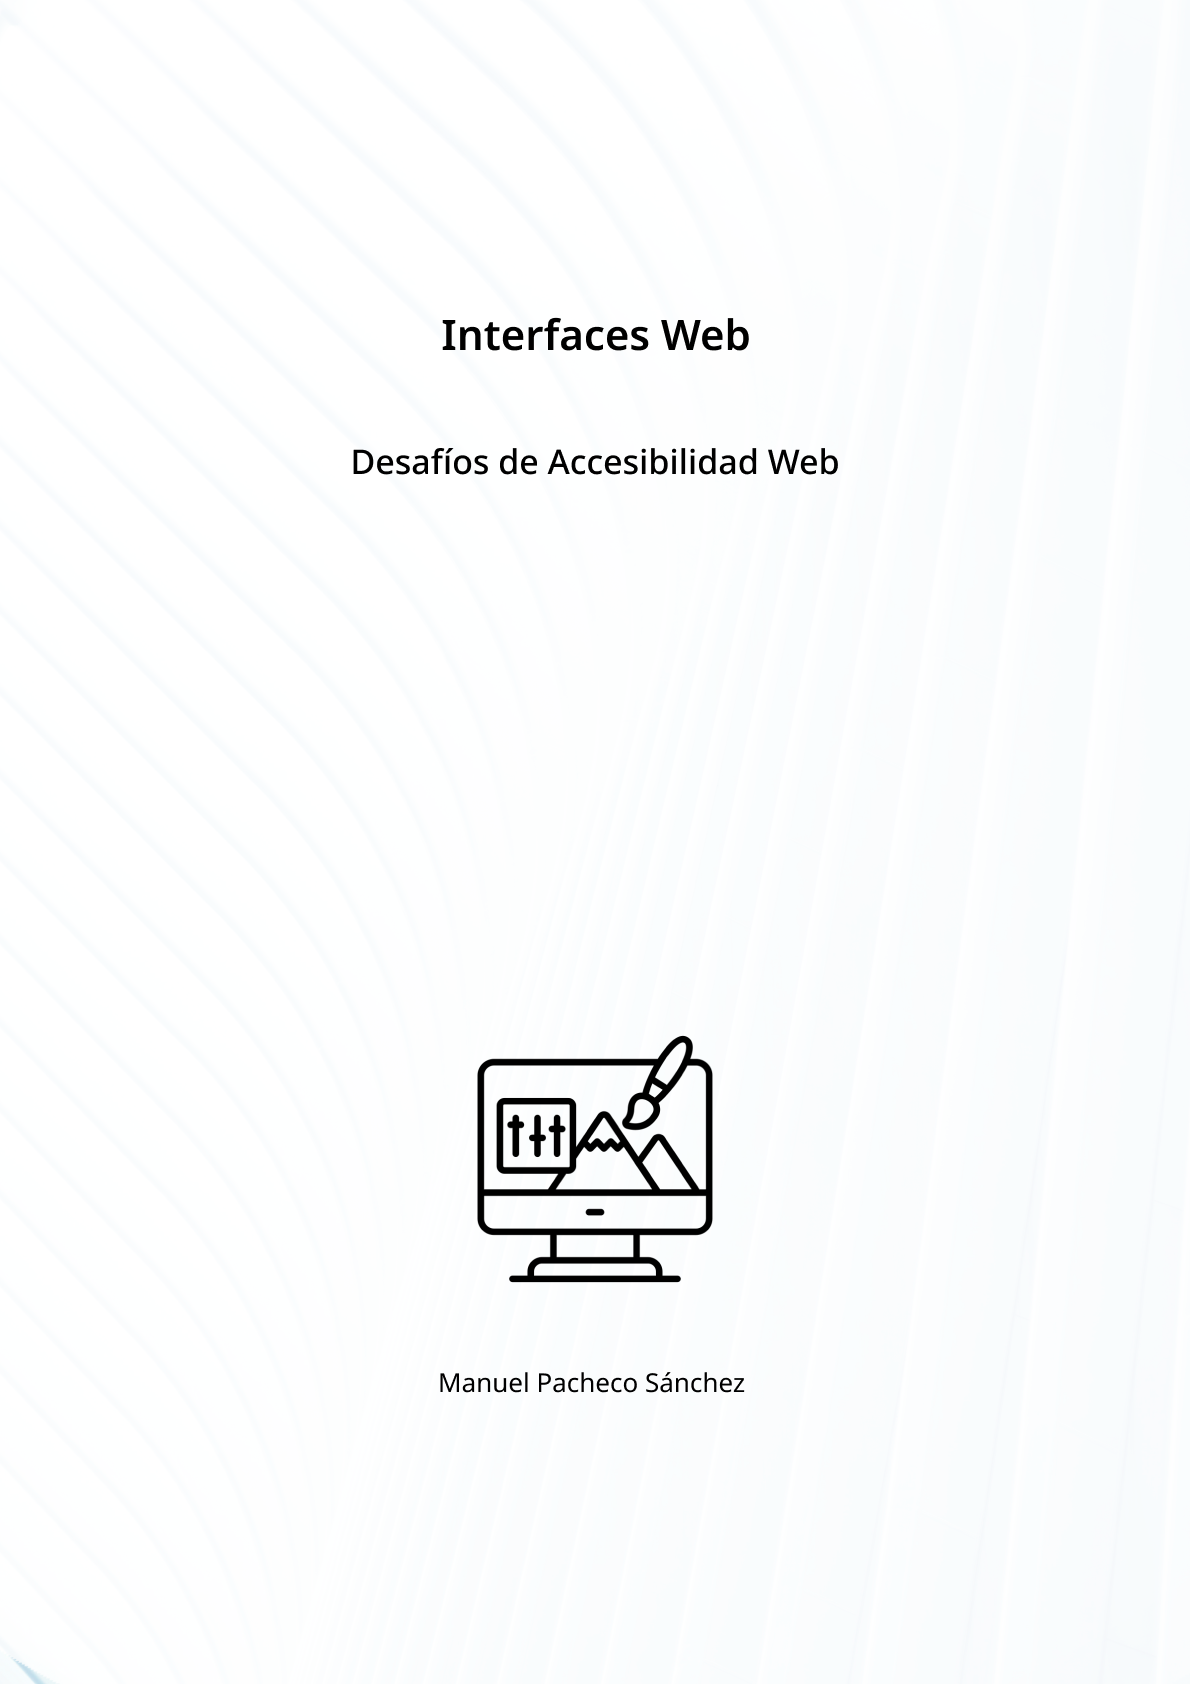 Interfaces Web
Desafíos de Accesibilidad Web
Manuel Pacheco Sánchez